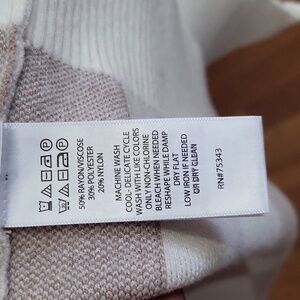 50% RAYON/VISCOSE
30% POLYESTER
20% NYLON
MACHINE WASH
COOL- DELICATE CYCLE
WASH WITH LIKE COLORS
ONLY NON-CHLORINE
BLEACH WHEN NEEDED
RESHAPE WHILE DAMP
DRY FLAT
LOW IRON IF NEEDED
OR DRY CLEAN
RN#75343